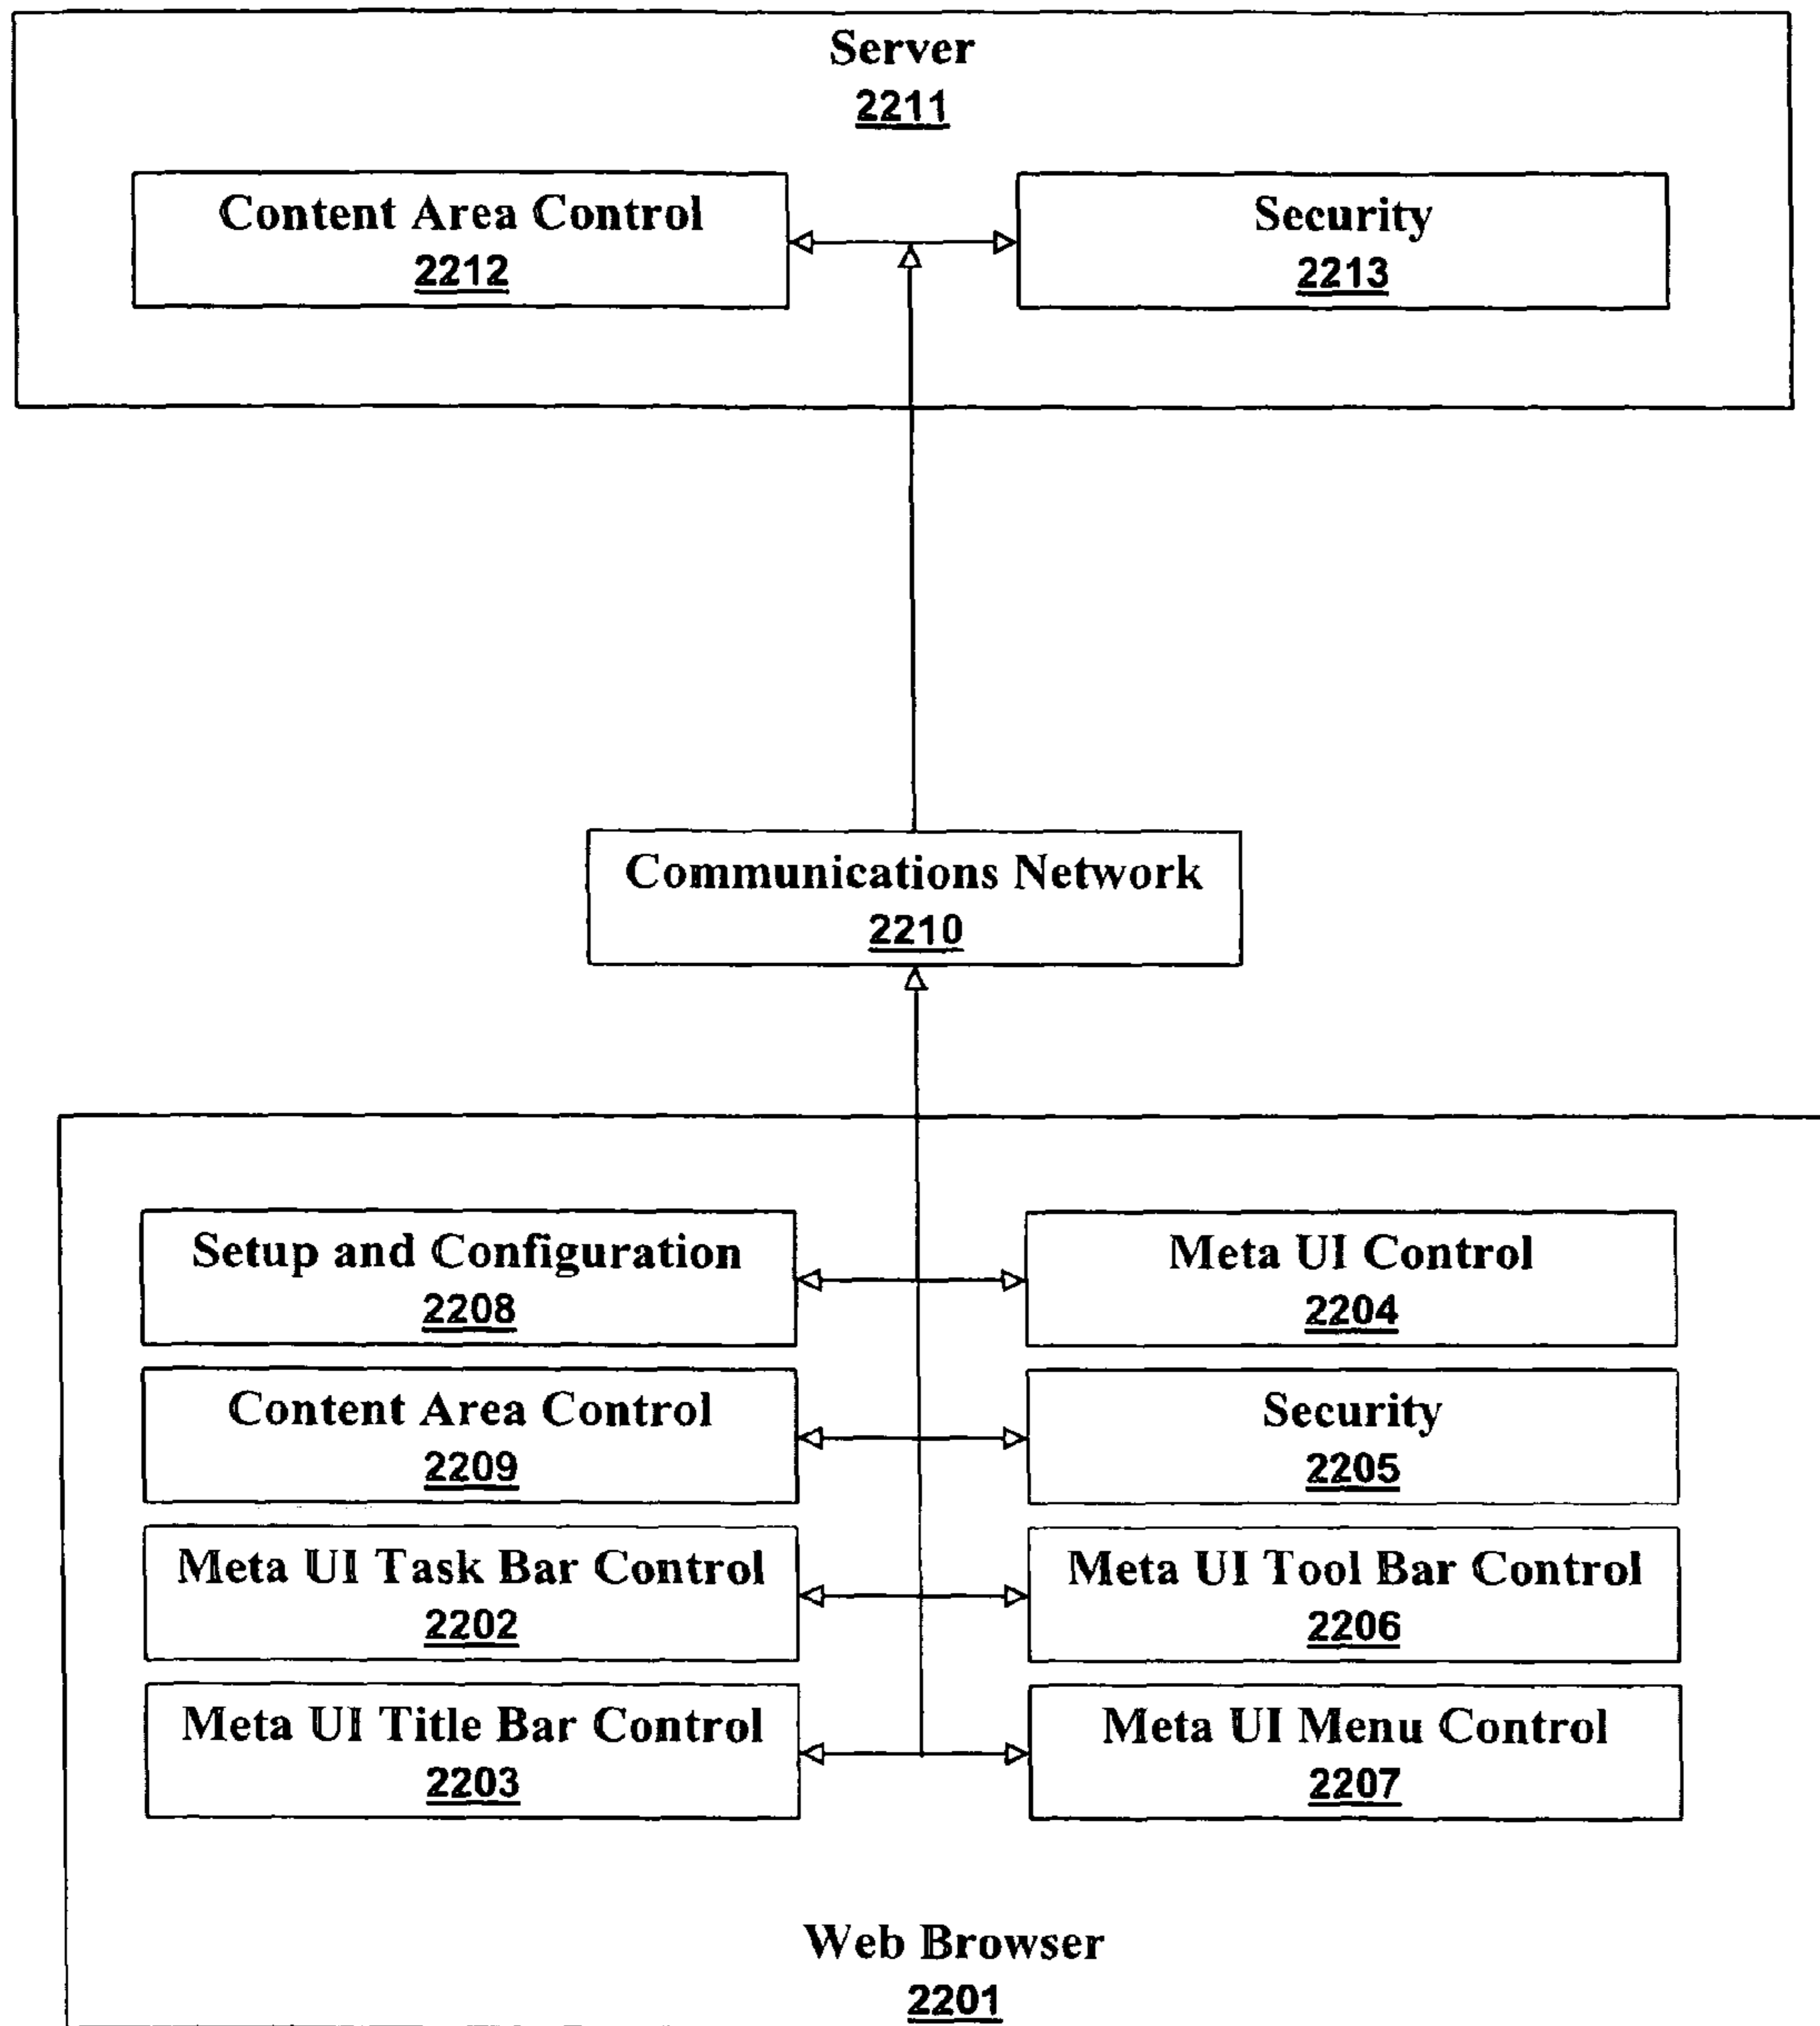 Server
2211
Content Area Control
2212
Security
2213
Communications Network
2210
Setup and Configuration
2208
Meta UI Control
2204
Content Area Control
2209
Security
2205
Meta UI Task Bar Control
2202
Meta UI Tool Bar Control
2206
Meta UI Title Bar Control
2203
Meta UI Menu Control
2207
Web Browser
2201